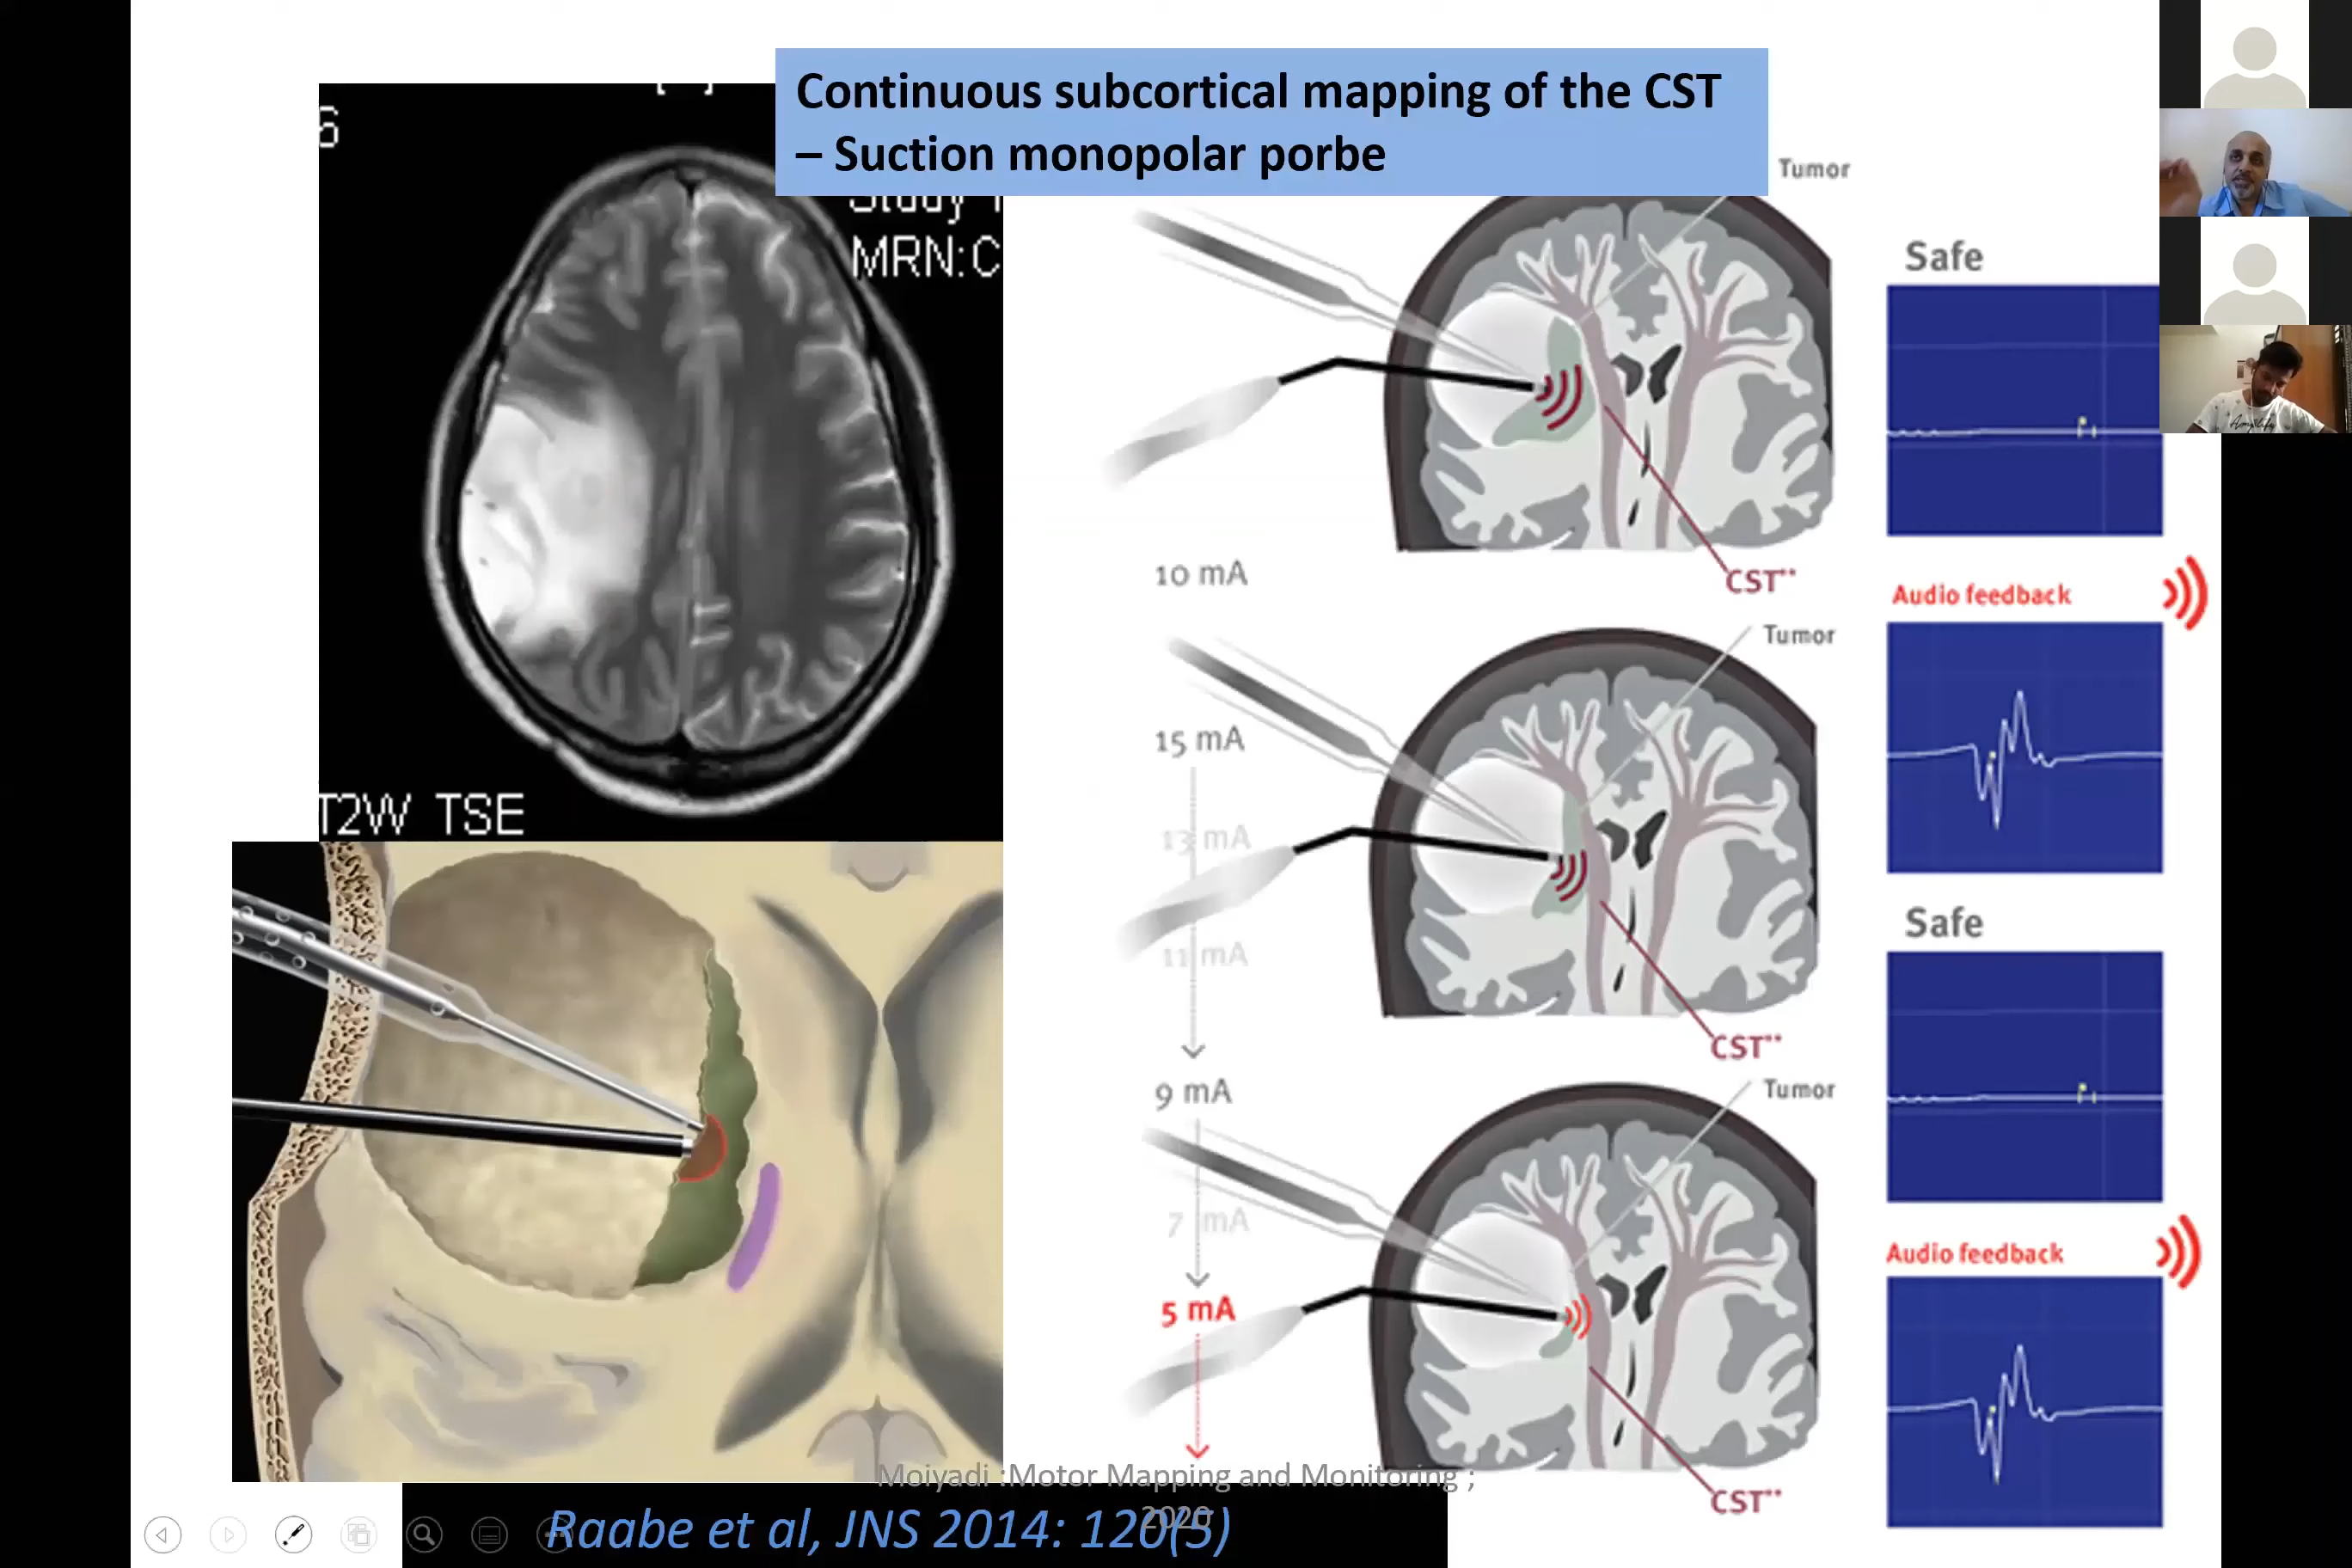 Continuous subcortical mapping of the CST
– Suction monopolar porbe
MRN:C
T2W TSE
Tumor
Safe
CST**
10 mA
Audio feedback
Tumor
15 mA
13 mA
11 mA
CST**
Safe
9 mA
Tumor
7 mA
Audio feedback
5 mA
CST**
Moiyadi :Motor Mapping and Monitoring ;
2020
Raabe et al, JNS 2014: 120(5)